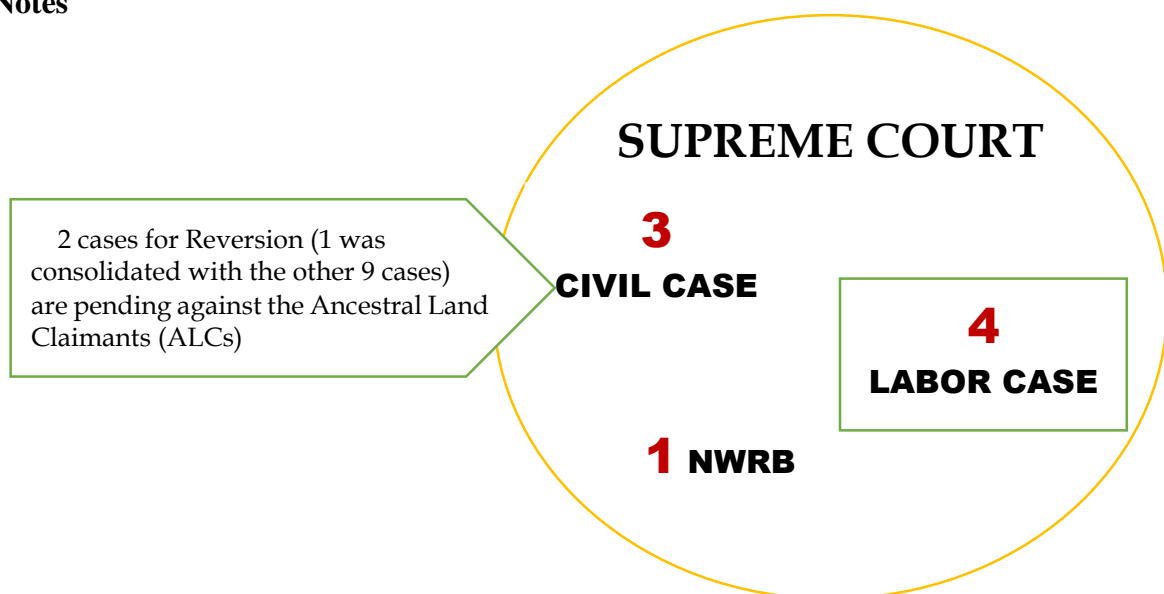 Notes
SUPREME COURT
2 cases for Reversion (1 was
consolidated with the other 9 cases)
are pending against the Ancestral Land
Claimants (ALCs)
3
CIVIL CASE
4
LABOR CASE
1 NWRB